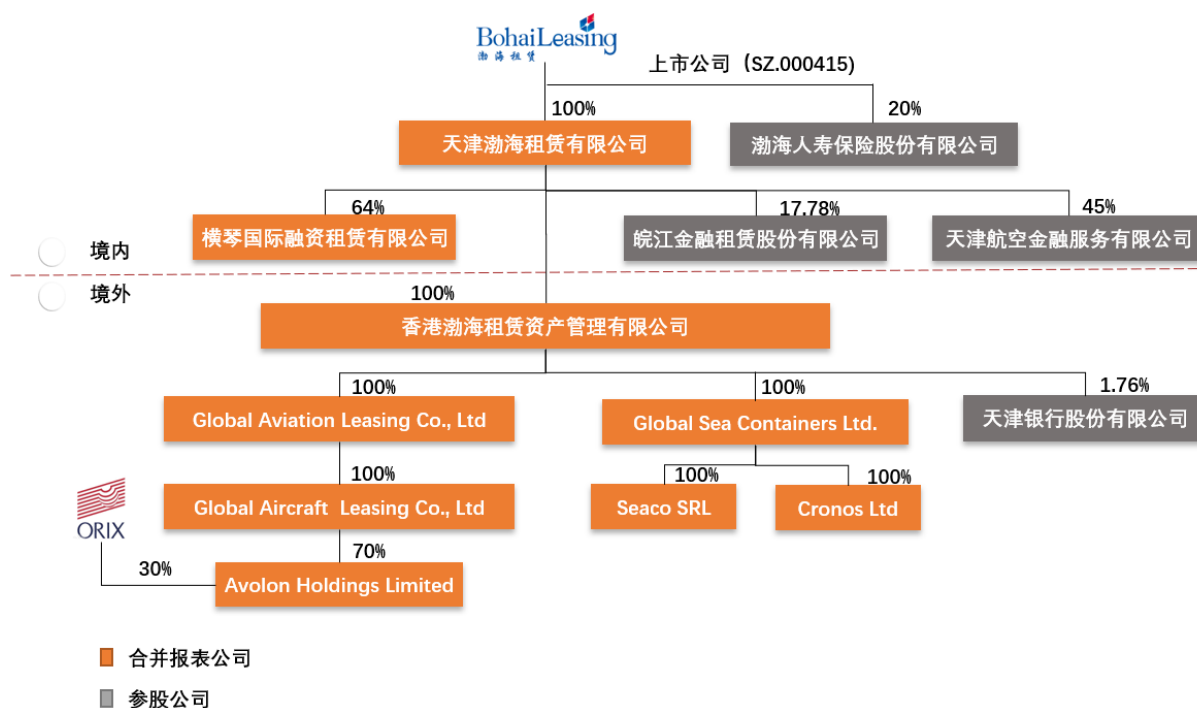 BohaiLeasing
渤海租赁
上市公司（SZ.000415)
100%
20%
天津渤海租赁有限公司
渤海人寿保险股份有限公司
64%
17.78%
45%
横琴国际融资租赁有限公司
皖江金融租赁股份有限公司
天津航空金融服务有限公司
境内
境外
100%
香港渤海租赁资产管理有限公司
100%
100%
1.76%
Global Aviation Leasing Co., Ltd
Global Sea Containers Ltd.
天津银行股份有限公司
100%
100%
100%
Global Aircraft Leasing Co., Ltd
Seaco SRL
Cronos Ltd
ORIX
70%
30%
Avolon Holdings Limited
合并报表公司
参股公司